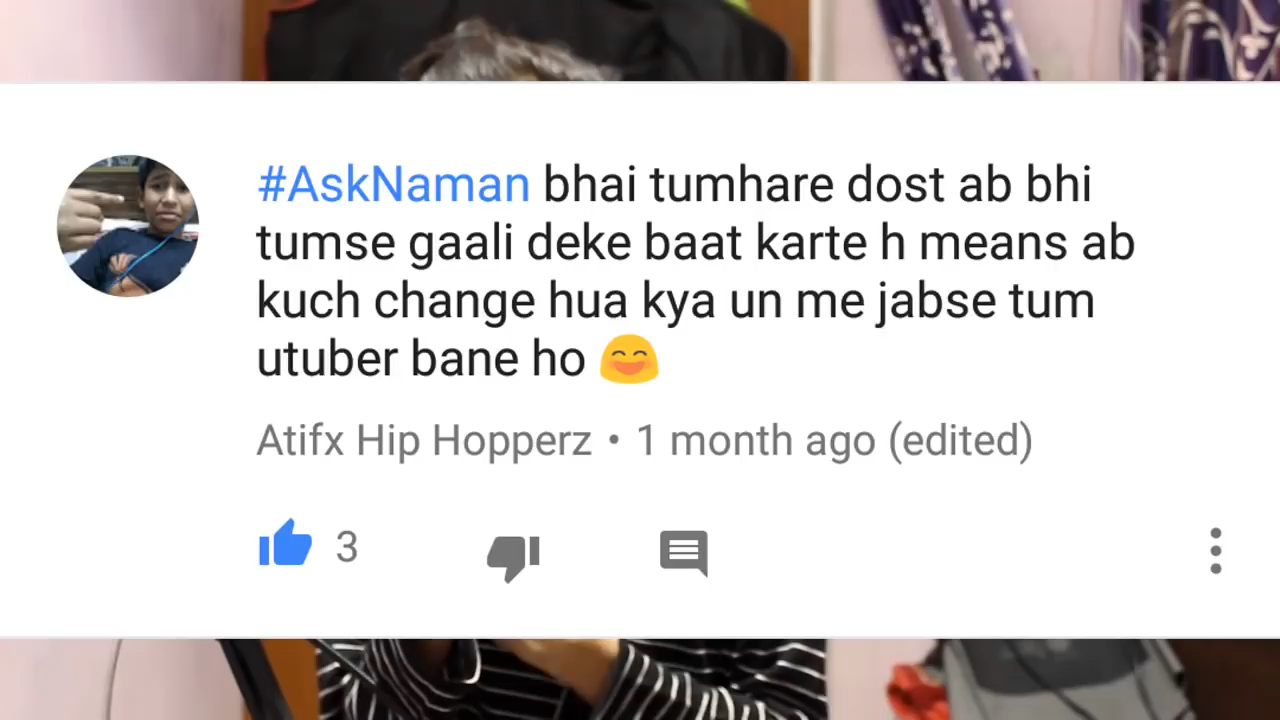 #AskNaman bhai tumhare dost ab bhi
tumse gaali deke baat karte h means ab
kuch change hua kya un me jabse tum
utuber bane ho 😄
Atifx Hip Hopperz • 1 month ago (edited)
3